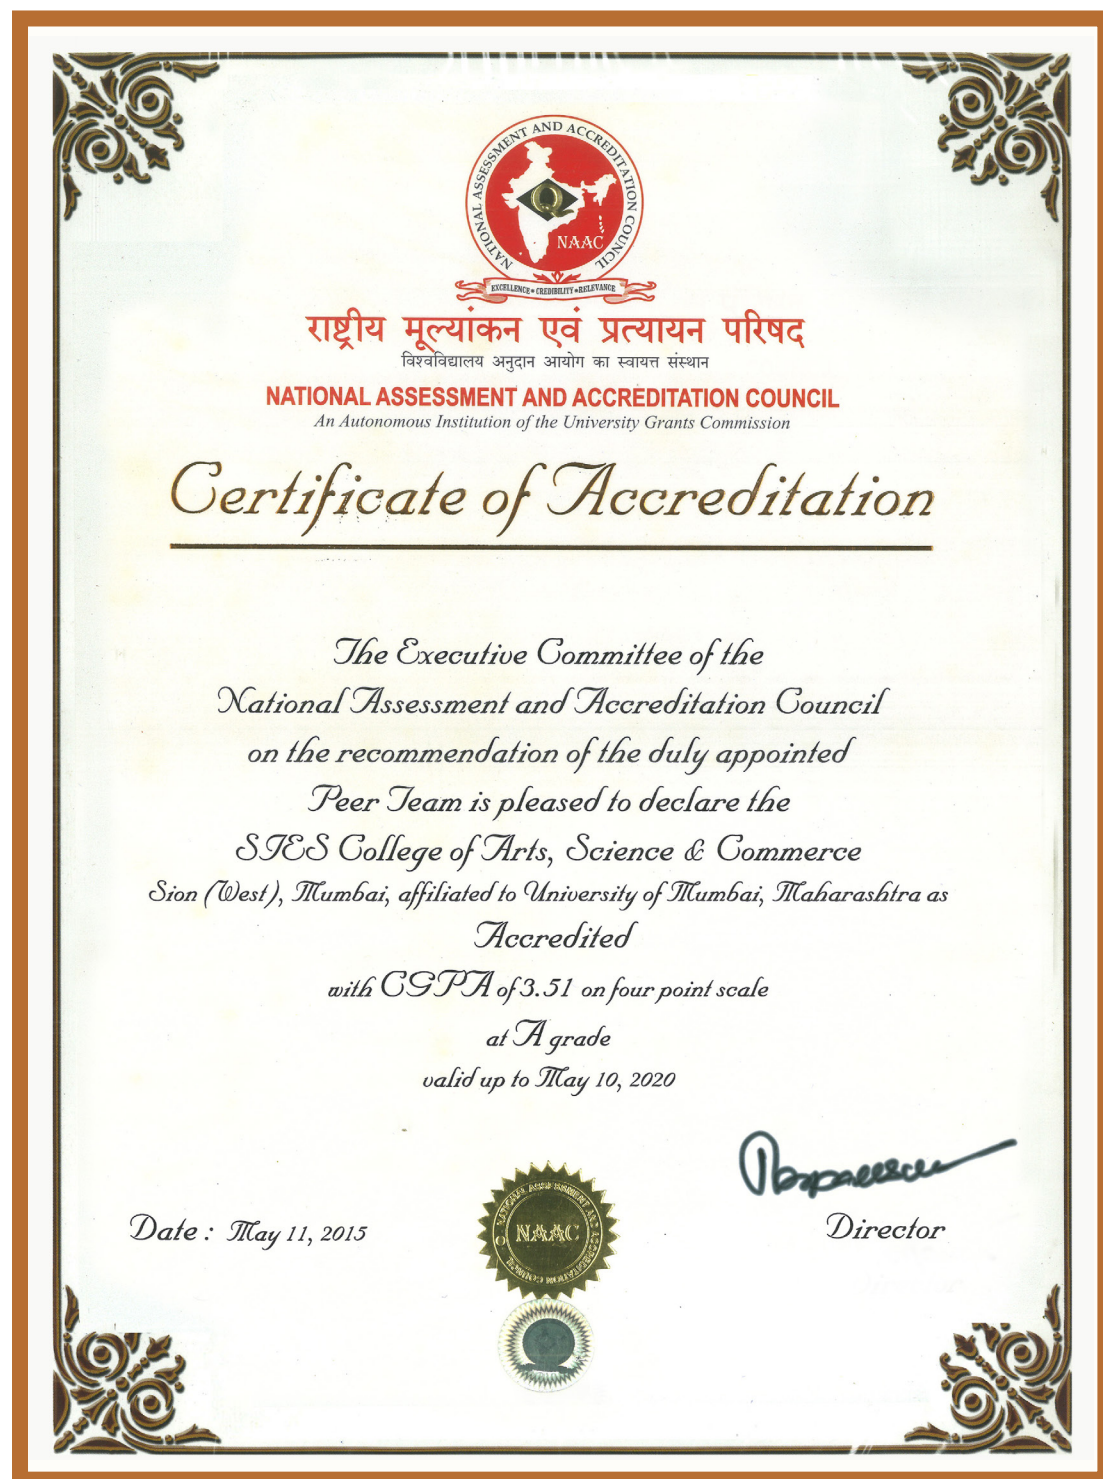 NATIONAL ASSESSMENT AND ACCREDITATION COUNCIL
Q
NAAC
EXCELLENCE • CREDIBILITY • RELEVANCE
राष्ट्रीय मूल्यांकन एवं प्रत्यायन परिषद
विश्वविद्यालय अनुदान आयोग का स्वायत्त संस्थान
NATIONAL ASSESSMENT AND ACCREDITATION COUNCIL
An Autonomous Institution of the University Grants Commission
Certificate of Accreditation
The Executive Committee of the
National Assessment and Accreditation Council
on the recommendation of the duly appointed
Peer Team is pleased to declare the
SIES College of Arts, Science & Commerce
Sion (West), Mumbai, affiliated to University of Mumbai, Maharashtra as
Accredited
with CGPA of 3.51 on four point scale
at A grade
valid up to May 10, 2020
Date : May 11, 2015
NATIONAL ASSESSMENT AND ACCREDITATION COUNCIL
NAAC
Director